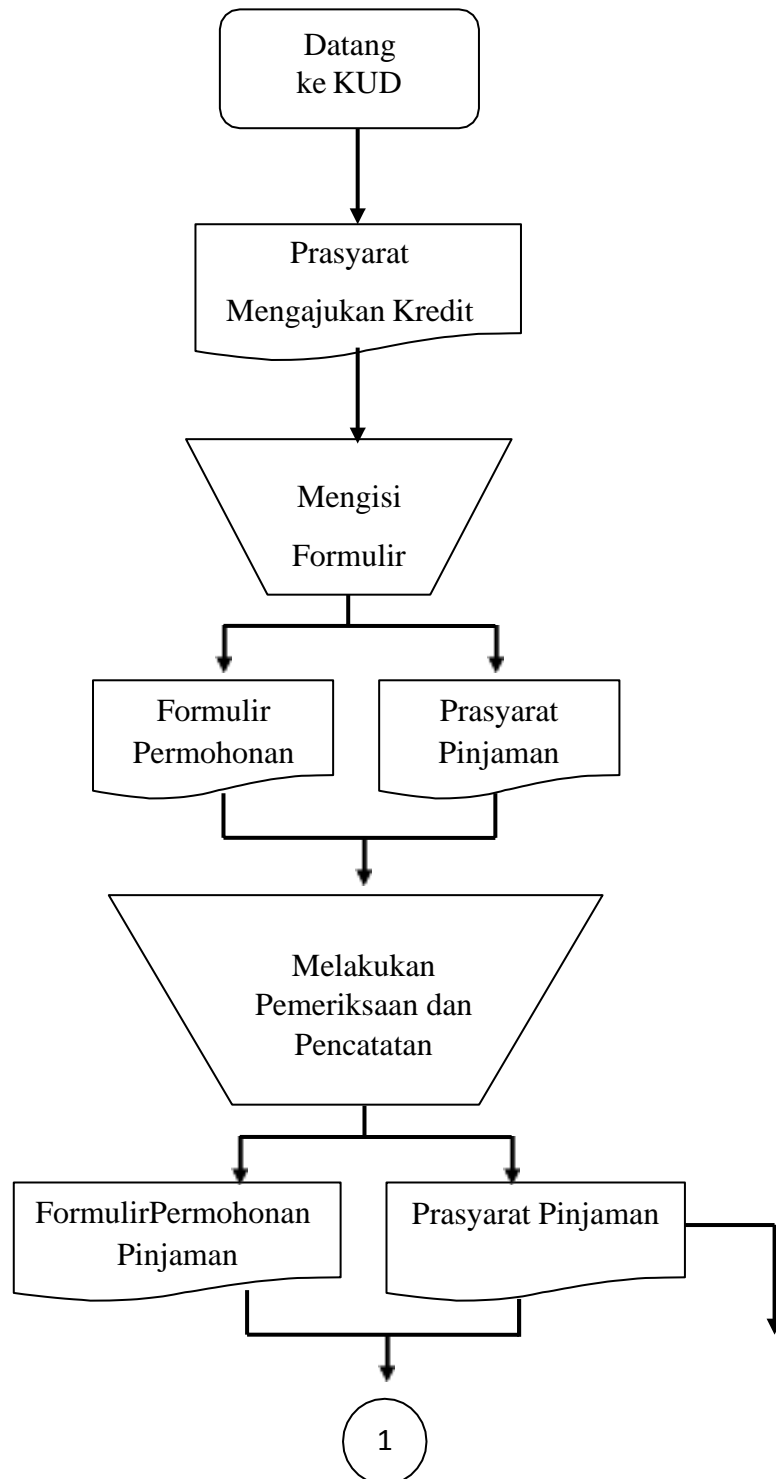 Datang
ke KUD
Prasyarat
Mengajukan Kredit
Mengisi
Formulir
Formulir
Permohonan
Prasyarat
Pinjaman
Melakukan
Pemeriksaan dan
Pencatatan
FormulirPermohonan
Pinjaman
Prasyarat Pinjaman
1